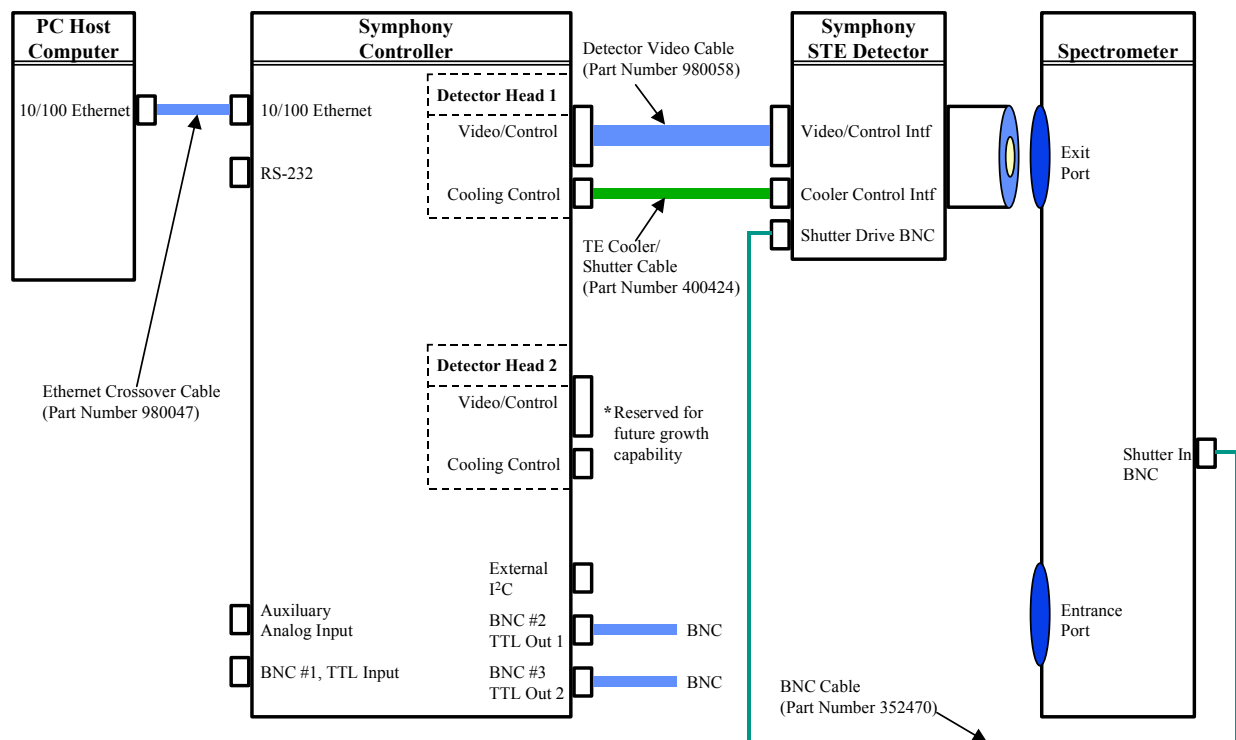 PC Host
Computer
10/100 Ethernet
Ethernet Crossover Cable
(Part Number 980047)
Symphony
Controller
10/100 Ethernet
RS-232
Auxiluary
Analog Input
BNC #1, TTL Input
Detector Head 1
Video/Control
Cooling Control
Detector Head 2
Video/Control
Cooling Control
*Reserved for
future growth
capability
External
I²C
BNC #2
TTL Out 1
BNC
BNC #3
TTL Out 2
BNC
Detector Video Cable
(Part Number 980058)
TE Cooler/
Shutter Cable
(Part Number 400424)
Symphony
STE Detector
Video/Control Intf
Cooler Control Intf
Shutter Drive BNC
Spectrometer
Exit
Port
Shutter In
BNC
Entrance
Port
BNC Cable
(Part Number 352470)